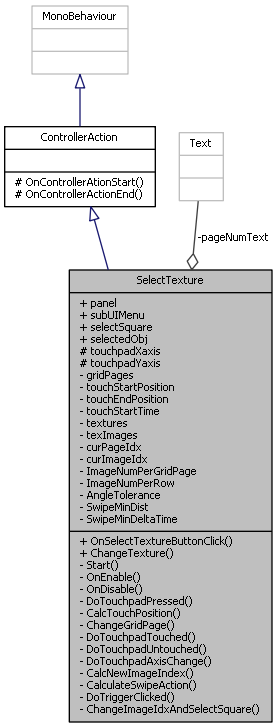 MonoBehaviour
ControllerAction
# OnControllerAtionStart()
# OnControllerActionEnd()
Text
-pageNumText
SelectTexture
+ panel
+ subUIMenu
+ selectSquare
+ selectedObj
# touchpadXaxis
# touchpadYaxis
- gridPages
- touchStartPosition
- touchEndPosition
- touchStartTime
- textures
- texImages
- curPageIdx
- curImageIdx
- ImageNumPerGridPage
- ImageNumPerRow
- AngleTolerance
- SwipeMinDist
- SwipeMinDeltaTime
+ OnSelectTextureButtonClick()
+ ChangeTexture()
- Start()
- OnEnable()
- OnDisable()
- DoTouchpadPressed()
- CalcTouchPosition()
- ChangeGridPage()
- DoTouchpadTouched()
- DoTouchpadUntouched()
- DoTouchpadAxisChange()
- CalcNewImageIndex()
- CalculateSwipeAction()
- DoTriggerClicked()
- ChangeImageIdxAndSelectSquare()